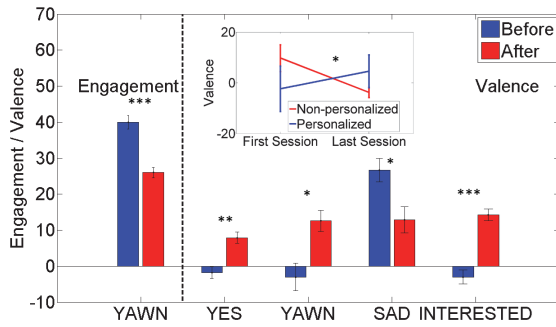 70
60
50
40
30
20
10
0
-10
Engagement / Valence
Engagement
Valence
Before
After
***
**
*
*
***
YAWN
YES
YAWN
SAD
INTERESTED
20
0
-20
Valence
*
Non-personalized
Personalized
First Session
Last Session